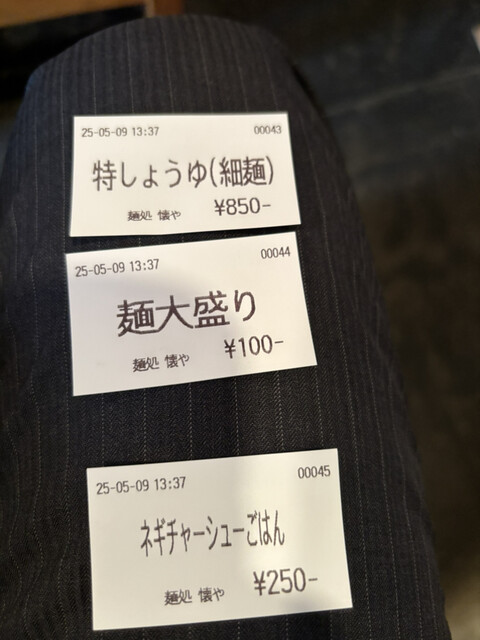 25-05-09 13:37 00043
特しょうゆ(細麺)
麺処 懐や ¥850-
25-05-09 13:37 00044
麺大盛り
麺処 懐や ¥100-
25-05-09 13:37 00045
ネギチャーシューごはん
麺処 懐や ¥250-